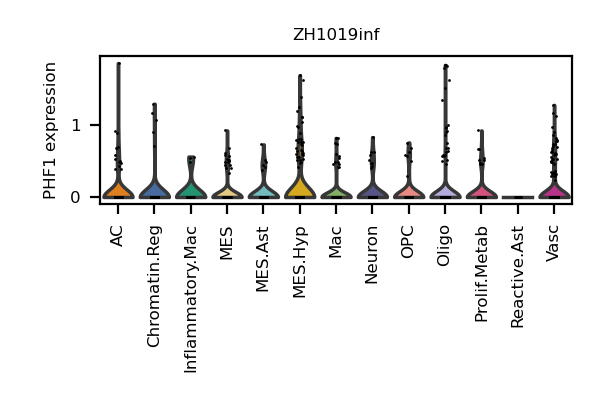 ZH1019inf
PHF1 expression
1
0
AC
Chromatin.Reg
Inflammatory.Mac
MES
MES.Ast
MES.Hyp
Mac
Neuron
OPC
Oligo
Prolif.Metab
Reactive.Ast
Vasc